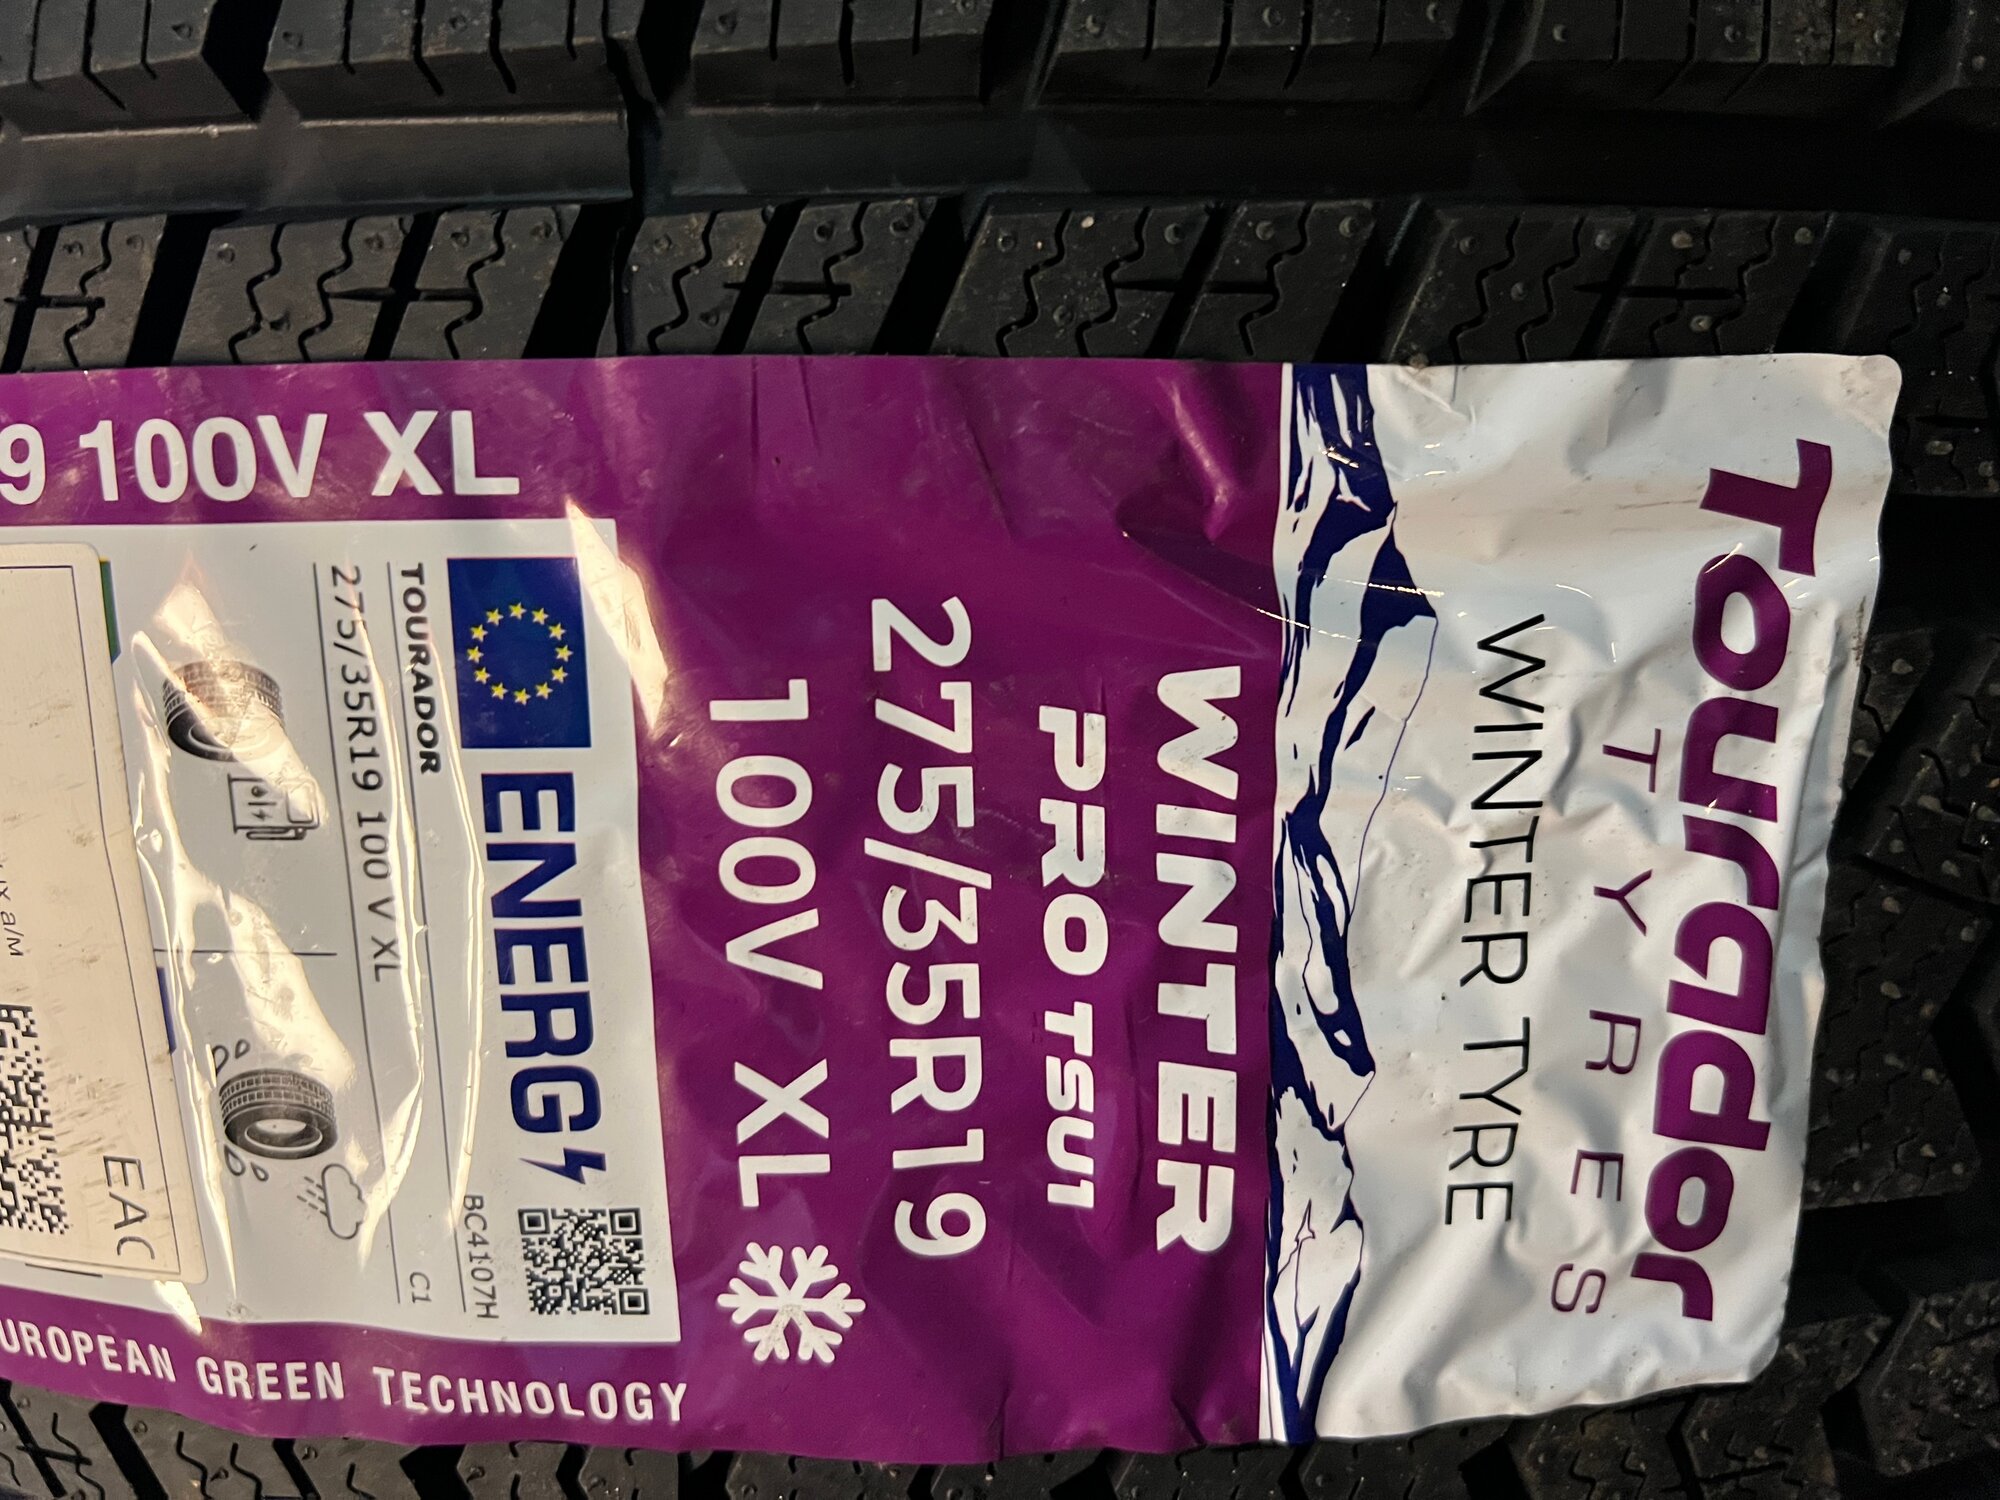 Tourador
TYRES
WINTER TYRE
WINTER
PRO TSU1
275/35R19
100V XL
ENERG
TOURADOR
BC4107H
275/35R19 100 V XL
C1
9 100V XL
UROPEAN GREEN TECHNOLOGY
EAC